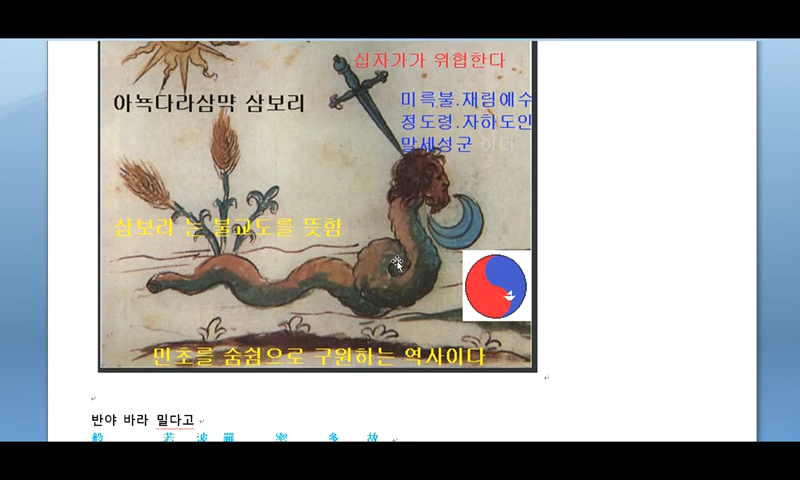 십자가가 위협한다
아뇩다라삼먁 삼보리
미륵불.재림예수
정도령.자하도인
말세성군 이다
삼보리 는 불교도를 뜻함
민초를 숨쉼으로 구원하는 역사이다
반야 바라 밀다고
般 若 波 羅 密 多 故